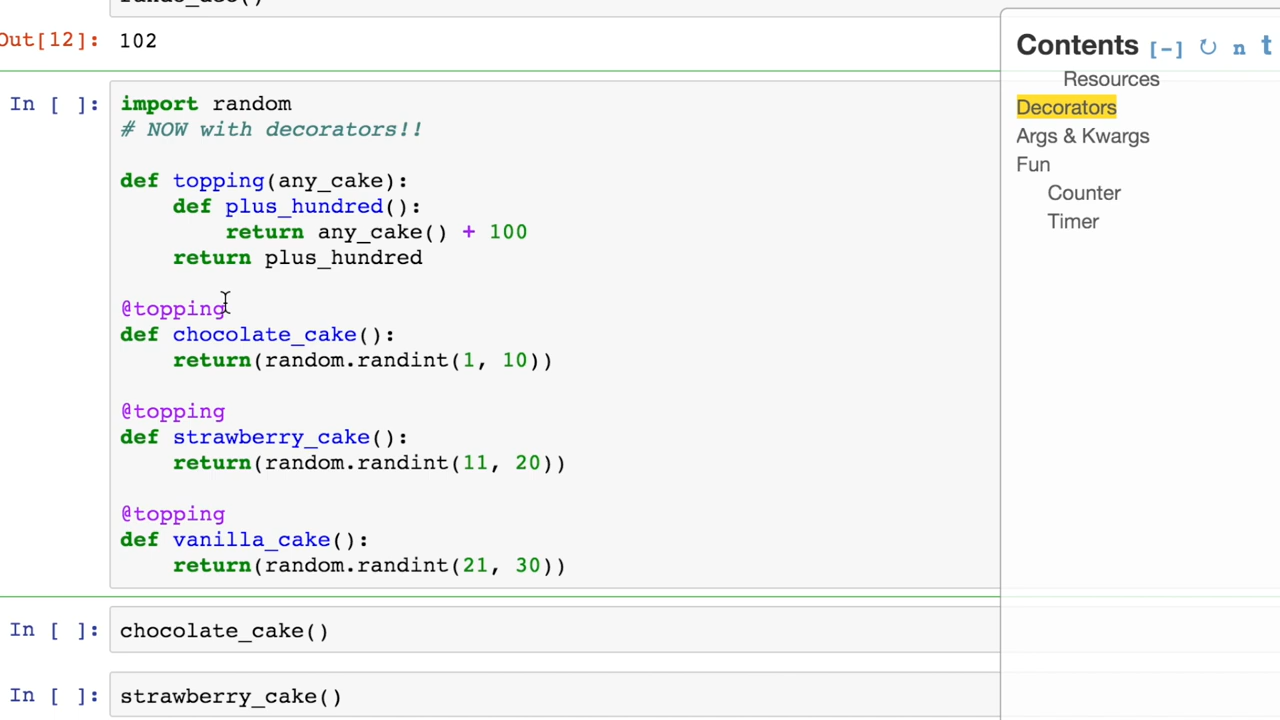 Out[12]: 102
In [ ]: import random
# NOW with decorators!!
def topping(any_cake):
    def plus_hundred():
        return any_cake() + 100
    return plus_hundred
@topping
def chocolate_cake():
    return(random.randint(1, 10))
@topping
def strawberry_cake():
    return(random.randint(11, 20))
@topping
def vanilla_cake():
    return(random.randint(21, 30))
In [ ]: chocolate_cake()
In [ ]: strawberry_cake()
Contents [-] ↻ n t
Resources
Decorators
Args & Kwargs
Fun
Counter
Timer